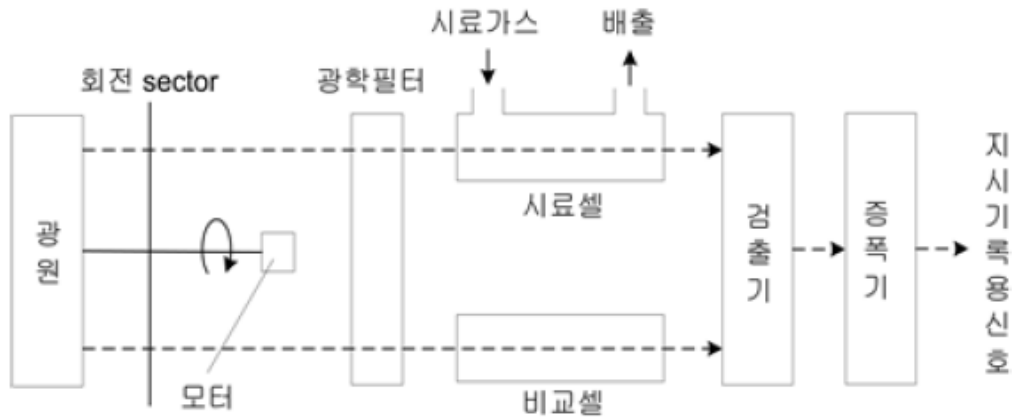 시료가스
배출
회전 sector
광학필터
광원
시료셀
검출기
증폭기
지시기록용신호
모터
비교셀